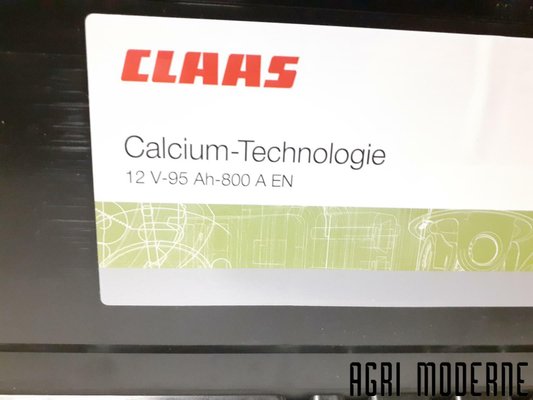 CLAAS
Calcium-Technologie
12 V-95 Ah-800 A EN
AGRI MODERNE